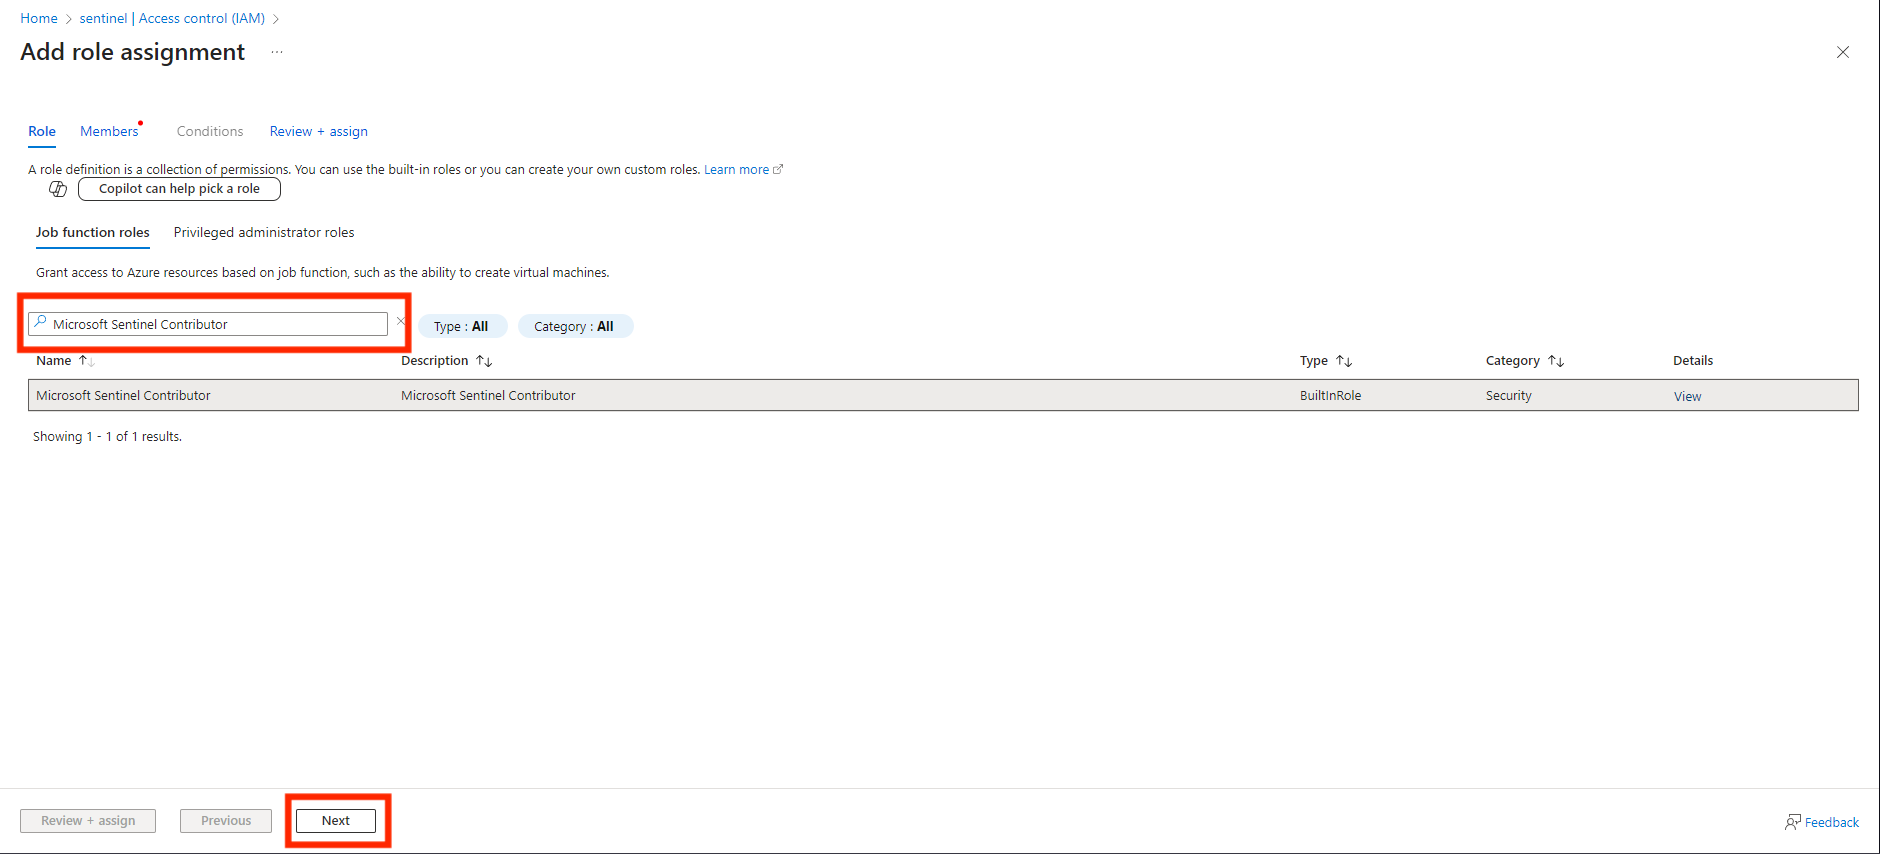 Home > sentinel | Access control (IAM) >
Add role assignment ...
Role Members Conditions Review + assign
A role definition is a collection of permissions. You can use the built-in roles or you can create your own custom roles. Learn more
Copilot can help pick a role
Job function roles Privileged administrator roles
Grant access to Azure resources based on job function, such as the ability to create virtual machines.
Microsoft Sentinel Contributor Type : All Category : All
Name ↑↓ Description ↑↓ Type ↑↓ Category ↑↓ Details
Microsoft Sentinel Contributor Microsoft Sentinel Contributor BuiltInRole Security View
Showing 1 - 1 of 1 results.
Review + assign Previous Next Feedback